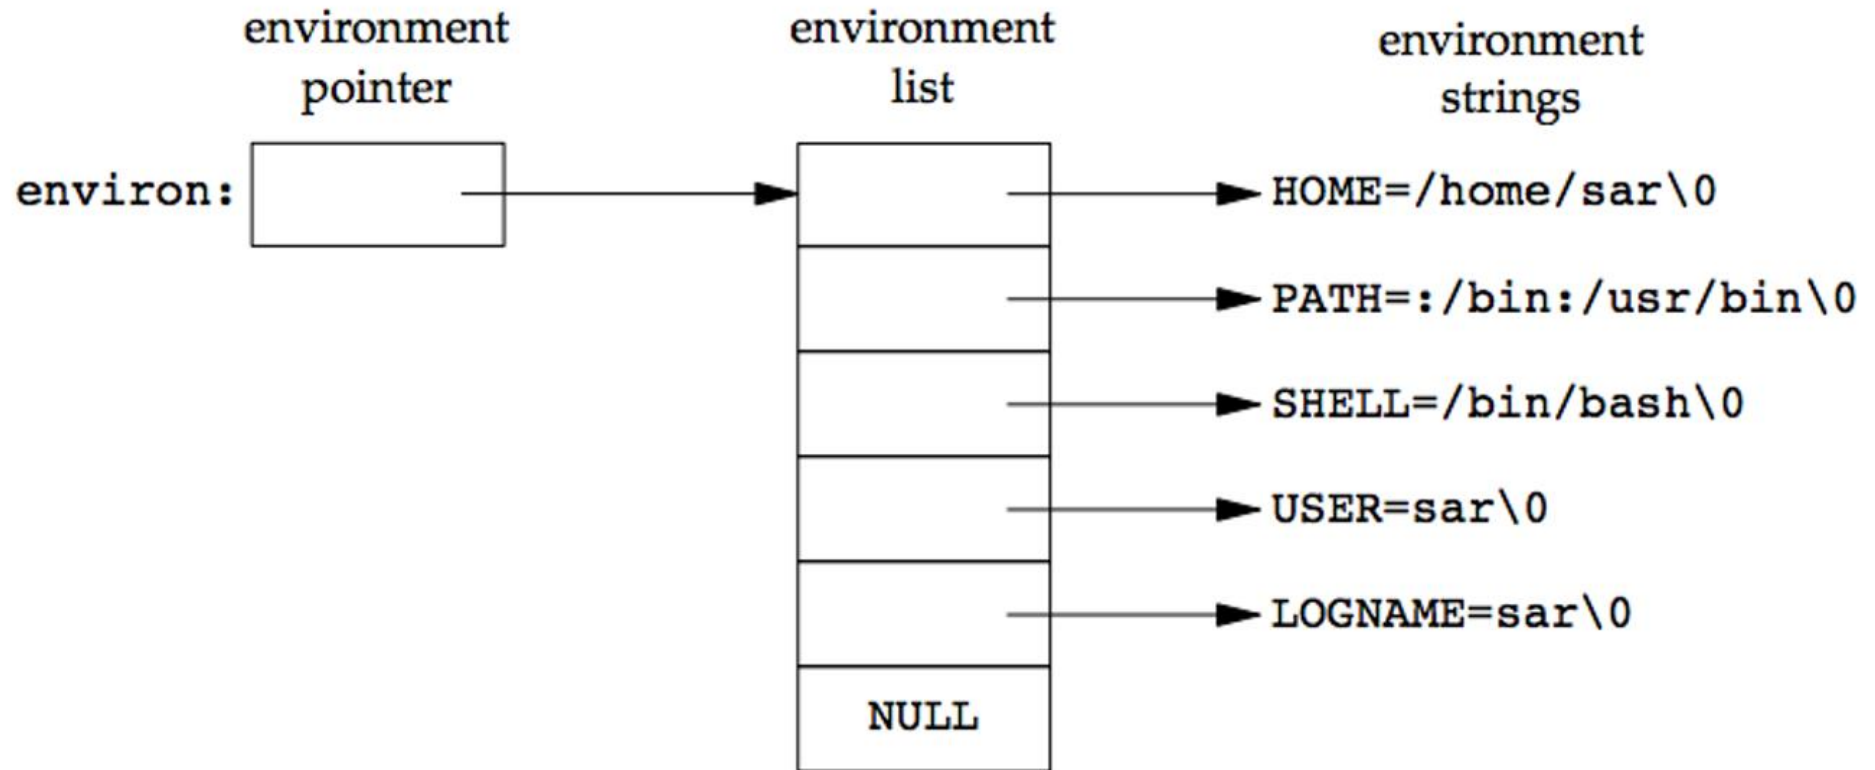 environment
pointer
environment
list
environment
strings
environ:
HOME=/home/sar\0
PATH=:/bin:/usr/bin\0
SHELL=/bin/bash\0
USER=sar\0
LOGNAME=sar\0
NULL